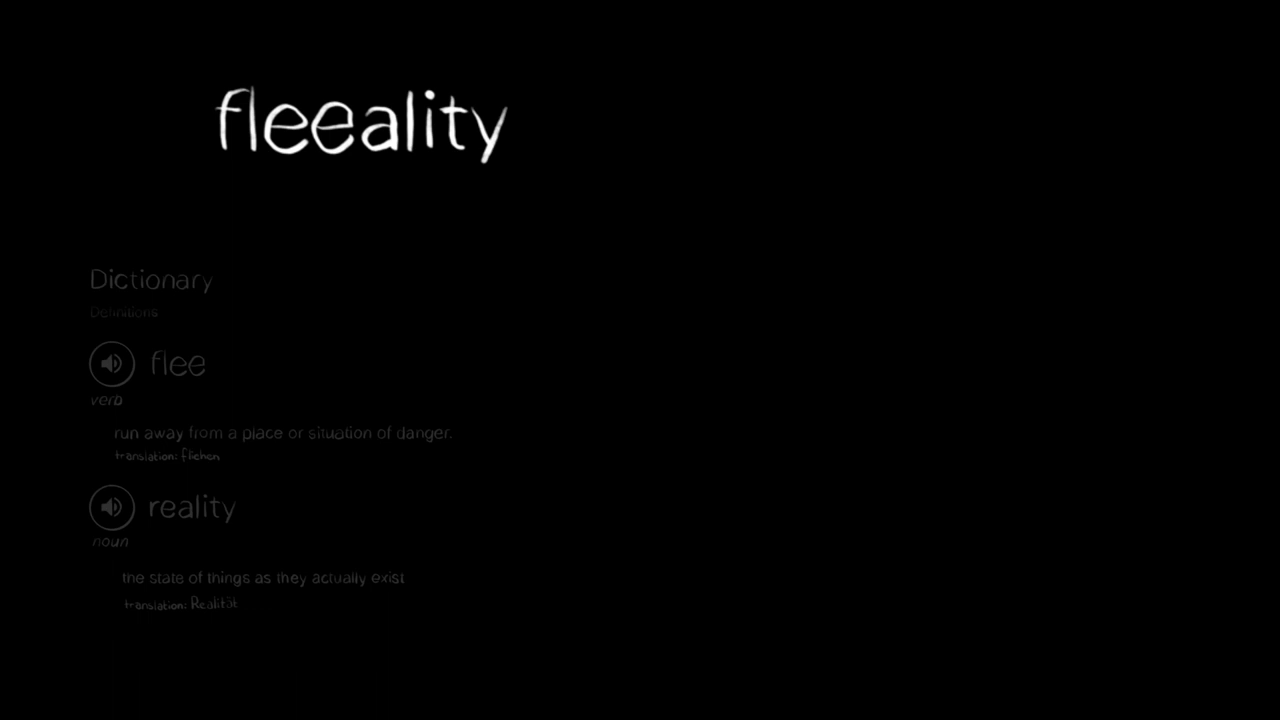 fleeality
Dictionary
Definitions
flee
verb
run away from a place or situation of danger.
translation: fliehen
reality
noun
the state of things as they actually exist
translation: Realität